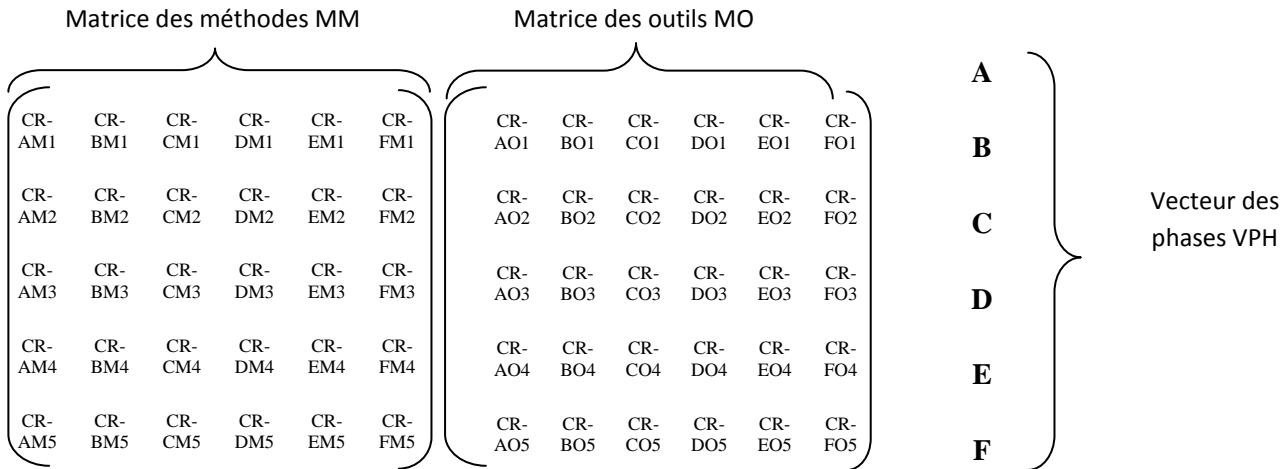 Matrice des méthodes MM Matrice des outils MO
A
CR- CR- CR- CR- CR- CR- CR- CR- CR- CR- CR- CR-
AM1 BM1 CM1 DM1 EM1 FM1 AO1 BO1 CO1 DO1 EO1 FO1
B
CR- CR- CR- CR- CR- CR- CR- CR- CR- CR- CR- CR-
AM2 BM2 CM2 DM2 EM2 FM2 AO2 BO2 CO2 DO2 EO2 FO2
C
Vecteur des
phases VPH
CR- CR- CR- CR- CR- CR- CR- CR- CR- CR- CR- CR-
AM3 BM3 CM3 DM3 EM3 FM3 AO3 BO3 CO3 DO3 EO3 FO3
D
CR- CR- CR- CR- CR- CR- CR- CR- CR- CR- CR- CR-
AM4 BM4 CM4 DM4 EM4 FM4 AO4 BO4 CO4 DO4 EO4 FO4
E
CR- CR- CR- CR- CR- CR- CR- CR- CR- CR- CR- CR-
AM5 BM5 CM5 DM5 EM5 FM5 AO5 BO5 CO5 DO5 EO5 FO5
F